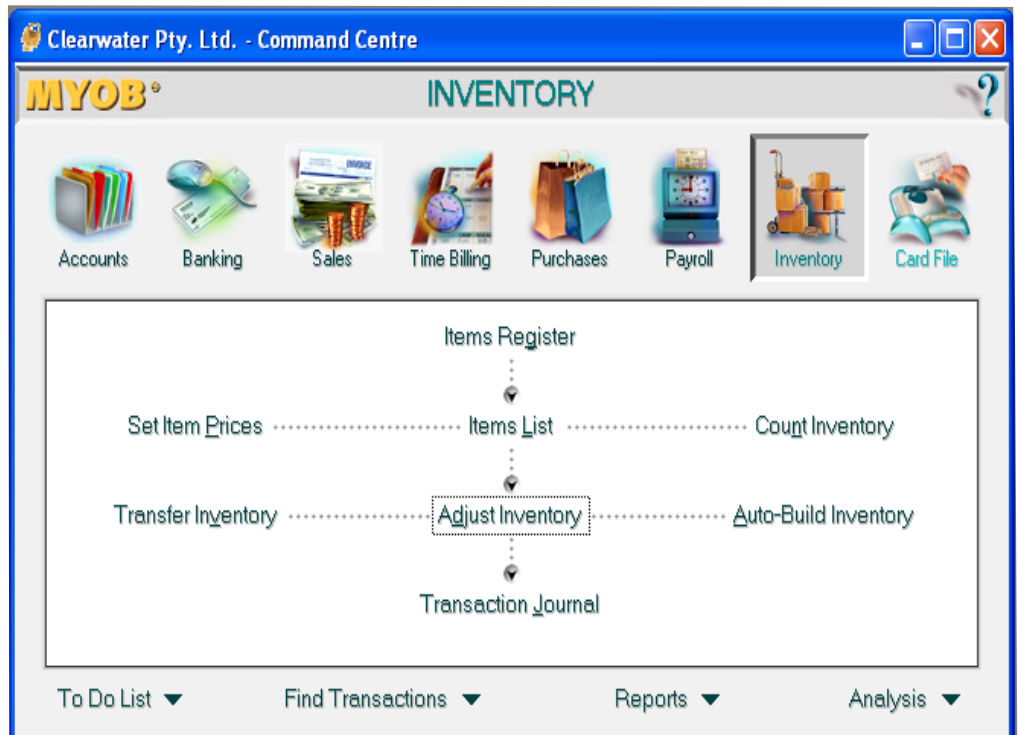 Clearwater Pty. Ltd. - Command Centre
MYOB INVENTORY ?
Accounts Banking Sales Time Billing Purchases Payroll Inventory Card File
Items Register
Set Item Prices Items List Count Inventory
Transfer Inventory Adjust Inventory Auto-Build Inventory
Transaction Journal
To Do List Find Transactions Reports Analysis